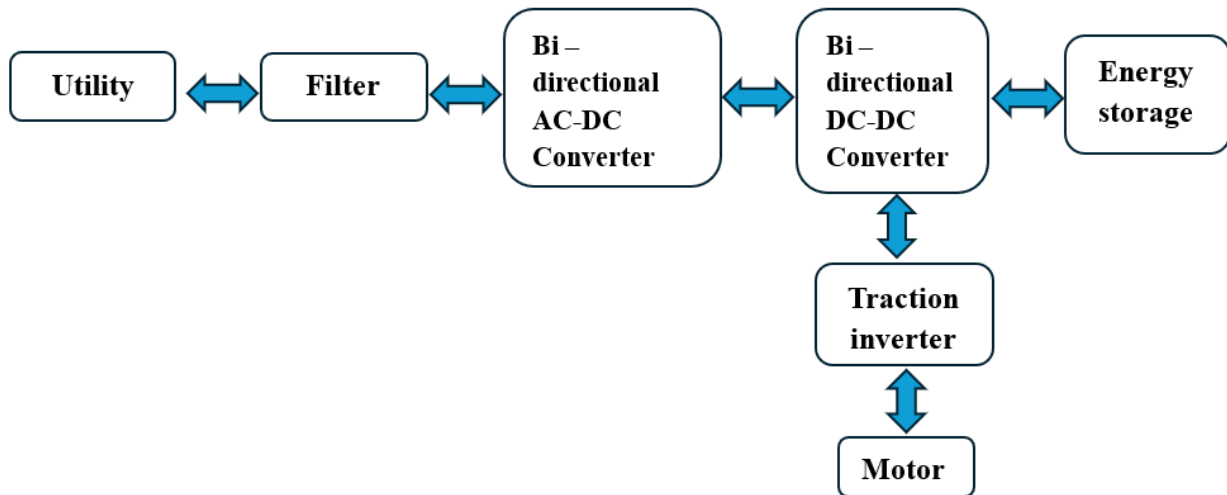 Utility
Filter
Bi –
directional
AC-DC
Converter
Bi –
directional
DC-DC
Converter
Energy
storage
Traction
inverter
Motor